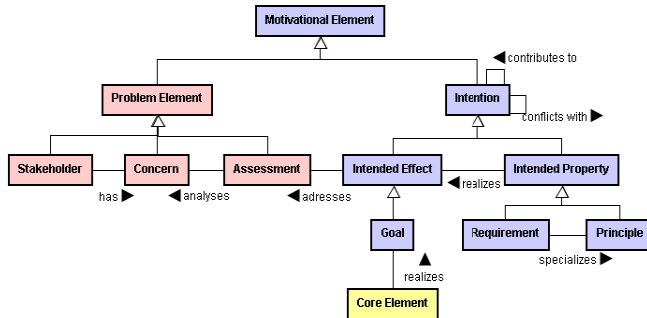 Motivational Element
contributes to
Problem Element
Intention
conflicts with
Stakeholder
Concern
Assessment
Intended Effect
Intended Property
has
analyses
adresses
realizes
Goal
Requirement
Principle
specializes
realizes
Core Element